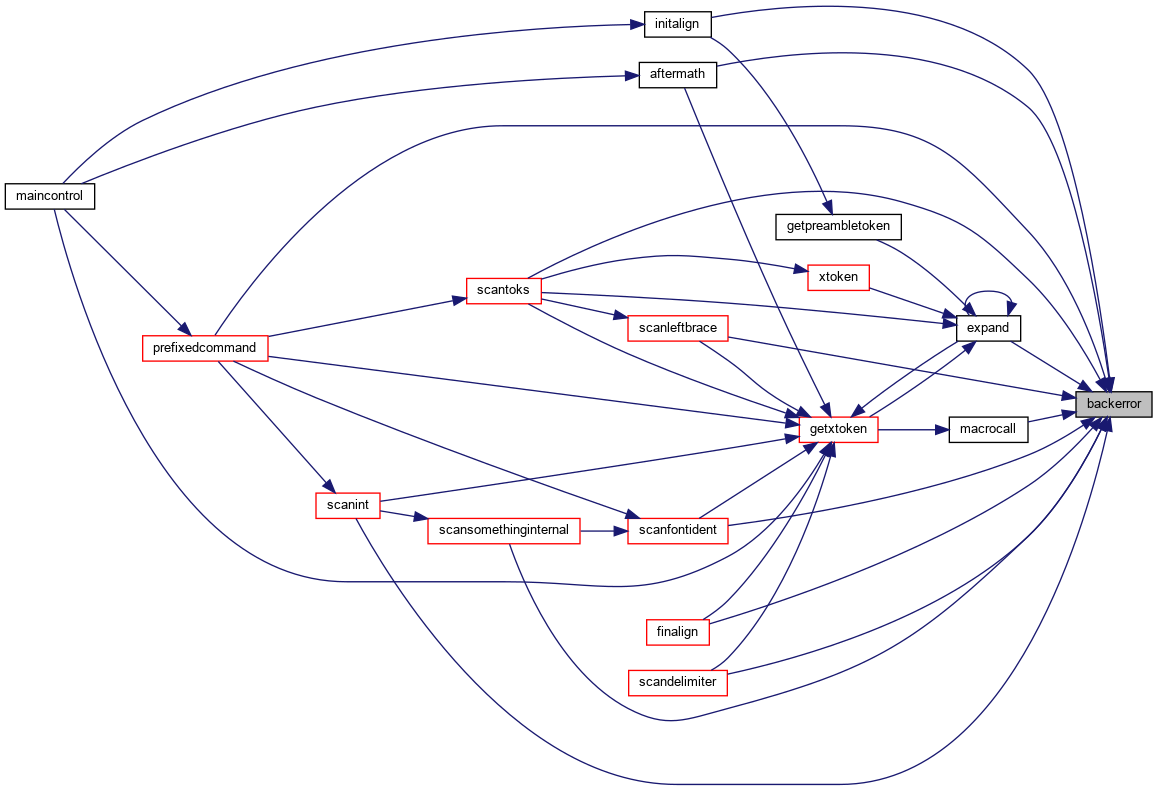 initalign
aftermath
maincontrol
getpreambletoken
xtoken
scantoks
scanleftbrace
expand
prefixedcommand
backerror
getxtoken
macrocall
scanint
scansomethinginternal
scanfontident
finalign
scandelimiter